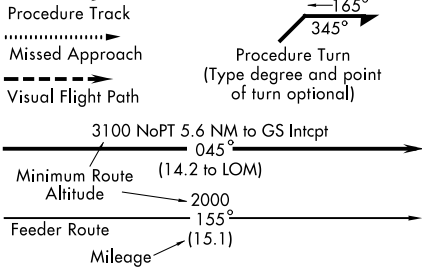 Procedure Track
Missed Approach
Visual Flight Path
165°
345°
Procedure Turn
(Type degree and point
of turn optional)
3100 NoPT 5.6 NM to GS Intcpt
045°
(14.2 to LOM)
Minimum Route
Altitude
2000
155°
Feeder Route
(15.1)
Mileage